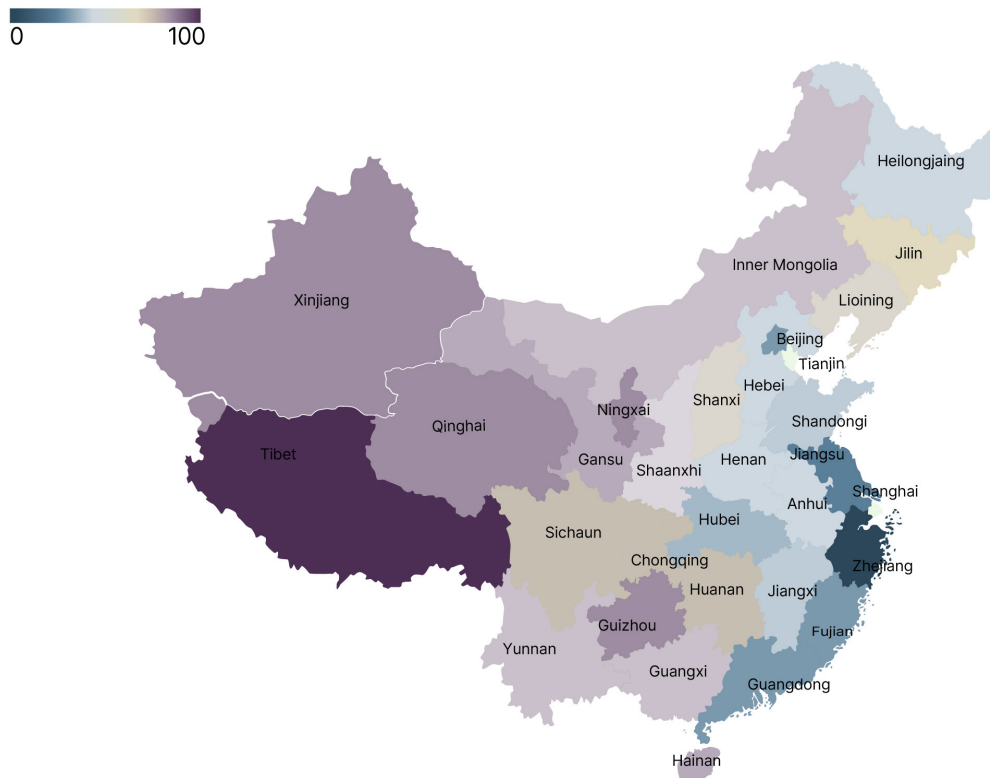 0
100
Heilongjaing
Jilin
Inner Mongolia
Xinjiang
Lioining
Beijing
Tianjin
Hebei
Shanxi
Ningxai
Shandongi
Qinghai
Tibet
Jiangsu
Henan
Gansu
Shaanxhi
Shanghai
Anhui
Hubei
Sichaun
Chongqing
Zhejiang
Huanan
Jiangxi
Guizhou
Fujian
Yunnan
Guangxi
Guangdong
Hainan